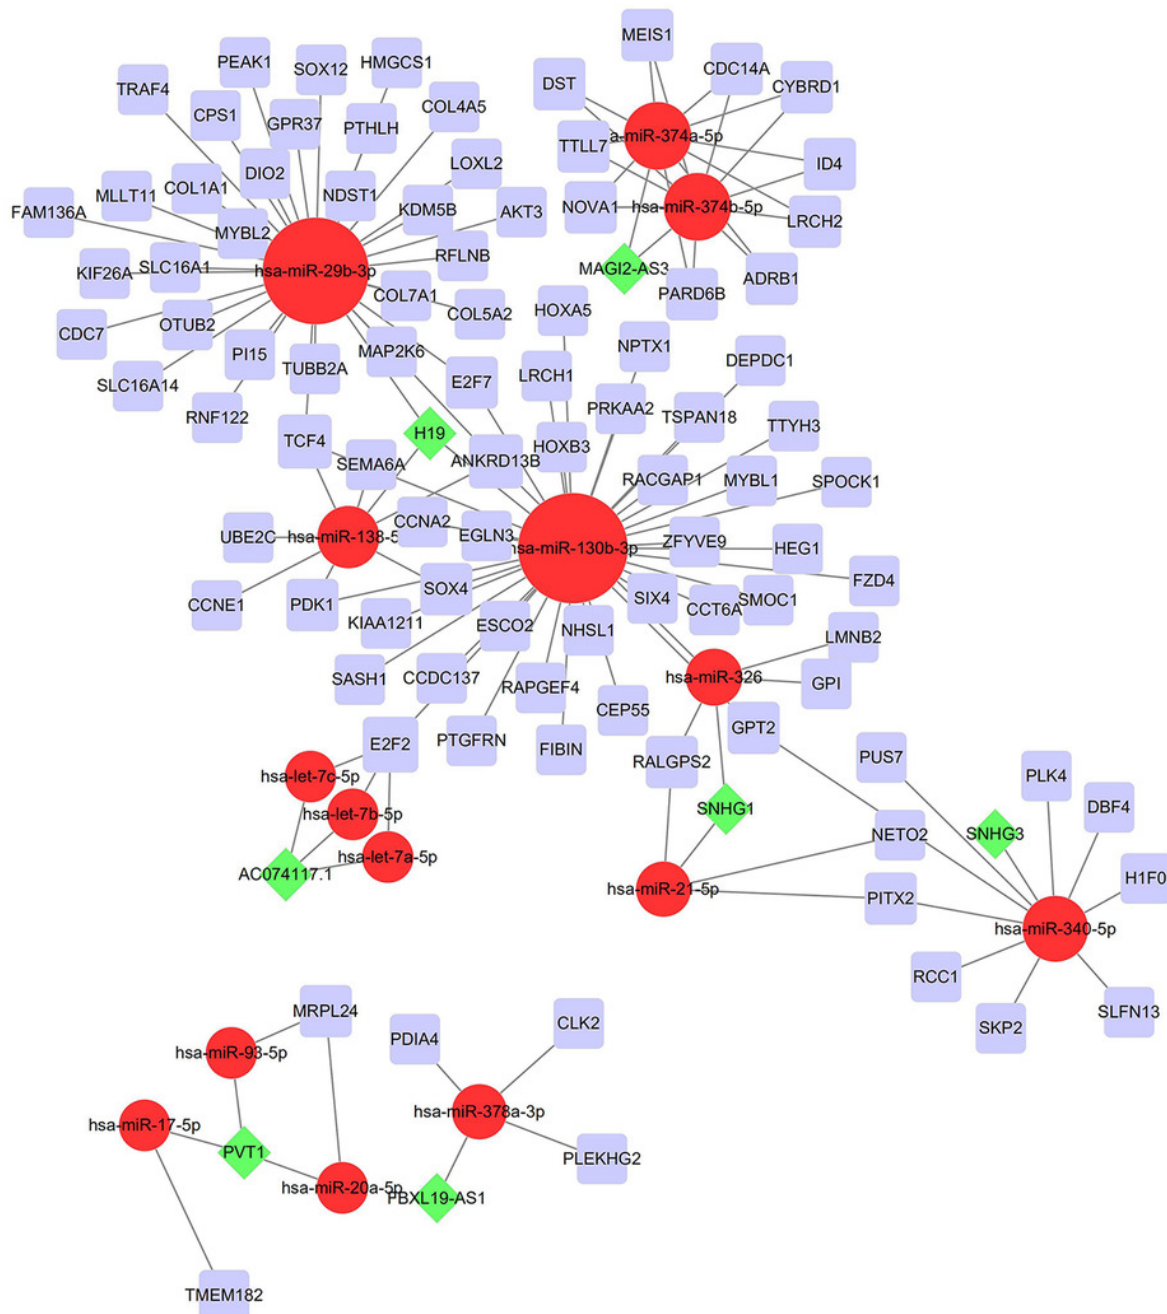 MEIS1
PEAK1
SOX12
HMGCS1
CDC14A
TRAF4
DST
CYBRD1
CPS1
GPR37
PTHLH
COL4A5
a-miR-374a-5p
TTLL7
ID4
LOXL2
DIO2
COL1A1
MLLT11
NDST1
KDM5B
AKT3
NOVA1
hsa-miR-374b-5p
LRCH2
FAM136A
MYBL2
RFLNB
KIF26A
SLC16A1
hsa-miR-29b-3p
MAGI2-AS3
PARD6B
ADRB1
COL7A1
COL5A2
HOXA5
CDC7
OTUB2
PI15
TUBB2A
MAP2K6
NPTX1
DEPDC1
SLC16A14
E2F7
LRCH1
RNF122
PRKAA2
TSPAN18
TTYH3
TCF4
H19
HOXB3
SEMA6A
ANKRD13B
RACGAP1
MYBL1
SPOCK1
UBE2C
hsa-miR-138-5
CCNA2
EGLN3
hsa-miR-130b-3p
ZFYVE9
HEG1
FZD4
CCNE1
PDK1
SOX4
SIX4
CCT6A
SMOC1
KIAA1211
ESCO2
NHSL1
LMNB2
SASH1
CCDC137
RAPGEF4
hsa-miR-326
GPI
CEP55
PTGFRN
FIBIN
GPT2
E2F2
RALGPS2
PUS7
PLK4
hsa-let-7c-5p
DBF4
hsa-let-7b-5p
SNHG1
NETO2
SNHG3
hsa-let-7a-5p
AC074117.1
hsa-miR-21-5p
PITX2
H1F0
hsa-miR-340-5p
RCC1
SKP2
SLFN13
MRPL24
PDIA4
CLK2
hsa-miR-93-5p
hsa-miR-378a-3p
hsa-miR-17-5p
PVT1
PLEKHG2
hsa-miR-20a-5p
FBXL19-AS1
TMEM182